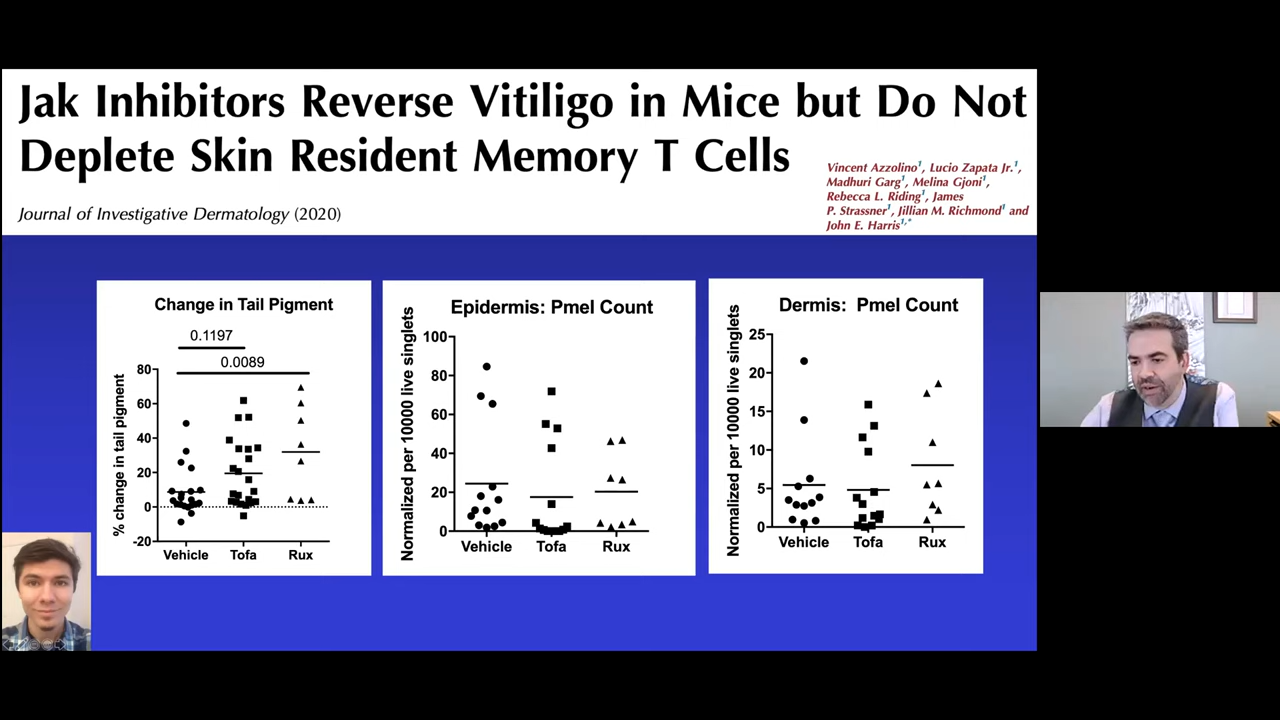 Jak Inhibitors Reverse Vitiligo in Mice but Do Not
Deplete Skin Resident Memory T Cells
Vincent Azzolino1, Lucio Zapata Jr.1,
Madhuri Garg1, Melina Gjoni1,
Rebecca L. Riding1, James
P. Strassner1, Jillian M. Richmond1 and
John E. Harris1,*
Journal of Investigative Dermatology (2020)
Change in Tail Pigment
0.1197
0.0089
% change in tail pigment
80
60
40
20
0
-20
Vehicle Tofa Rux
Epidermis: Pmel Count
Normalized per 10000 live singlets
100
80
60
40
20
0
Vehicle Tofa Rux
Dermis: Pmel Count
Normalized per 10000 live singlets
25
20
15
10
5
0
Vehicle Tofa Rux